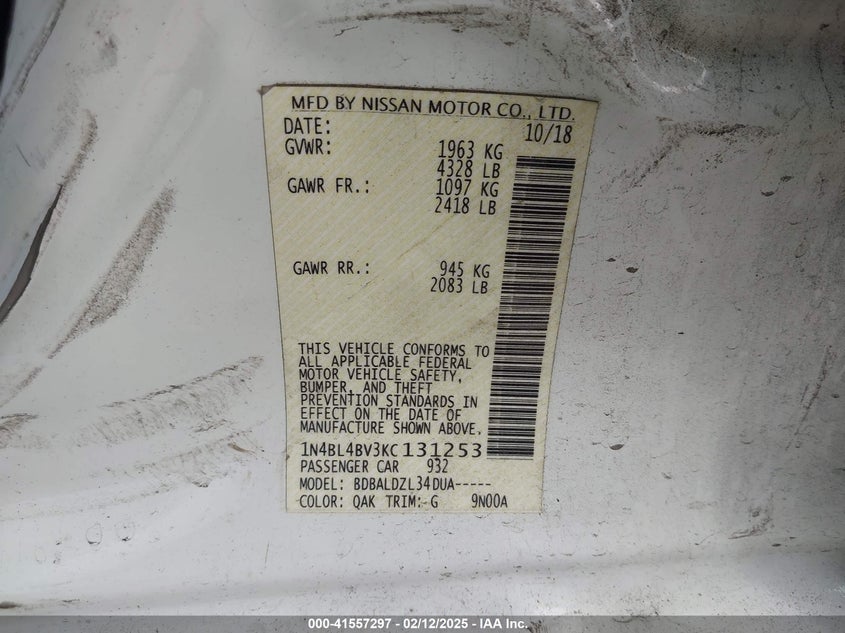 MFD BY NISSAN MOTOR CO., LTD.
DATE: 10/18
GVWR: 1963 KG
4328 LB
GAWR FR.: 1097 KG
2418 LB
GAWR RR.: 945 KG
2083 LB
THIS VEHICLE CONFORMS TO
ALL APPLICABLE FEDERAL
MOTOR VEHICLE SAFETY,
BUMPER, AND THEFT
PREVENTION STANDARDS IN
EFFECT ON THE DATE OF
MANUFACTURE SHOWN ABOVE.
1N4BL4BV3KC131253
PASSENGER CAR 932
MODEL: BDBALDZL34DUA-----
COLOR: QAK TRIM:-G 9N00A
000-41557297 - 02/12/2025 - IAA Inc.